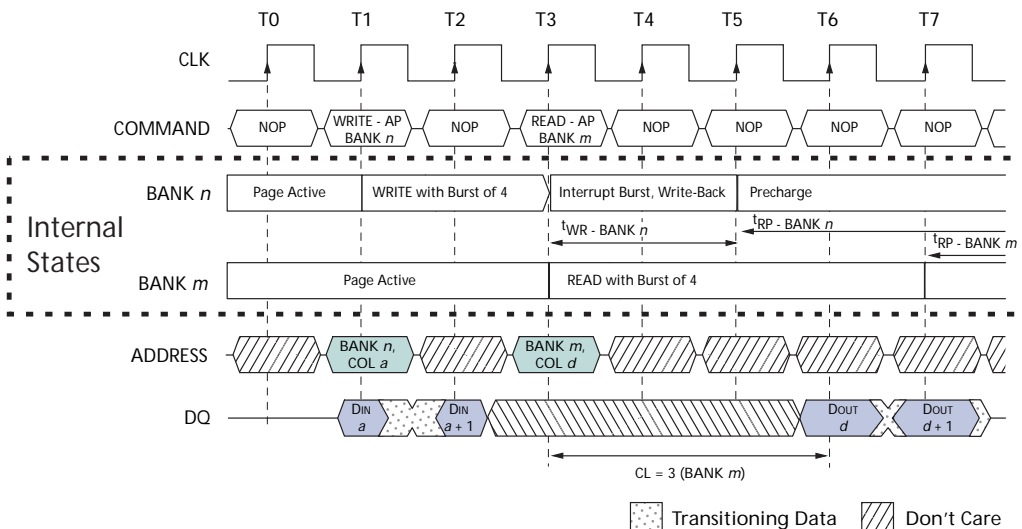 T0 T1 T2 T3 T4 T5 T6 T7
CLK
COMMAND NOP WRITE - AP BANK n NOP READ - AP BANK m NOP NOP NOP NOP
Internal States
BANK n Page Active WRITE with Burst of 4 Interrupt Burst, Write-Back Precharge
tWR - BANK n tRP - BANK n
tRP - BANK m
BANK m Page Active READ with Burst of 4
ADDRESS BANK n, COL a BANK m, COL d
DQ DIN a DIN a + 1 DOUT d DOUT d + 1
CL = 3 (BANK m)
Transitioning Data Don't Care